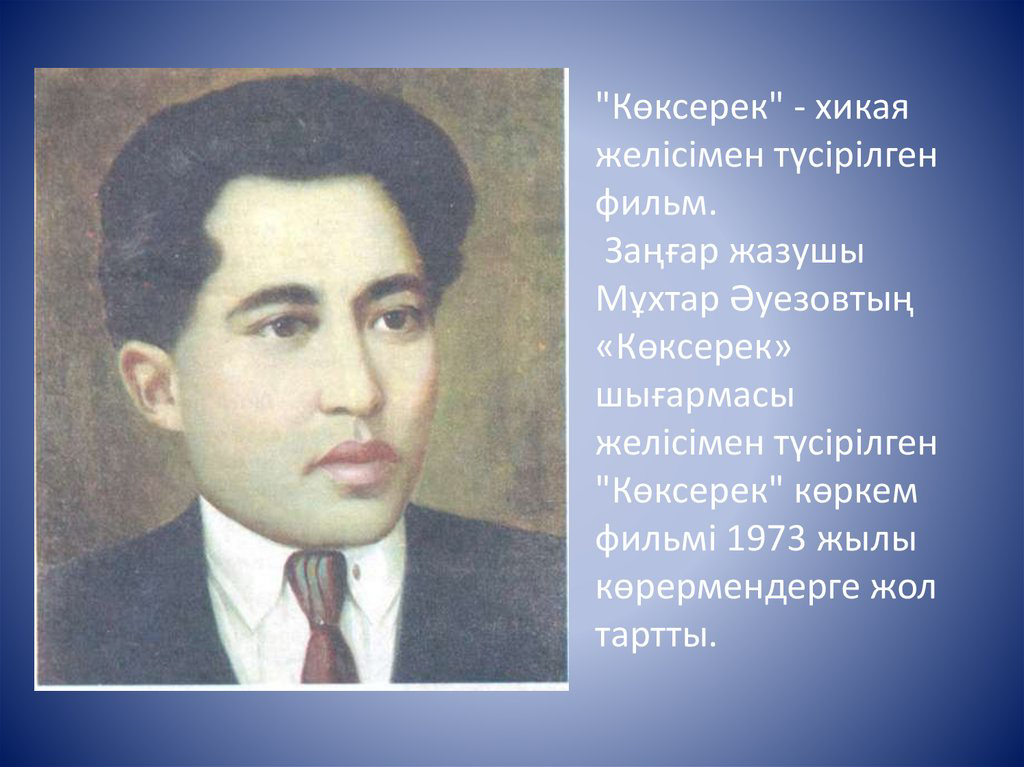 "Көксерек" - хикая
желісімен түсірілген
фильм.
Заңғар жазушы
Мұхтар Әуезовтың
«Көксерек»
шығармасы
желісімен түсірілген
"Көксерек" көркем
фильмі 1973 жылы
көрермендерге жол
тартты.